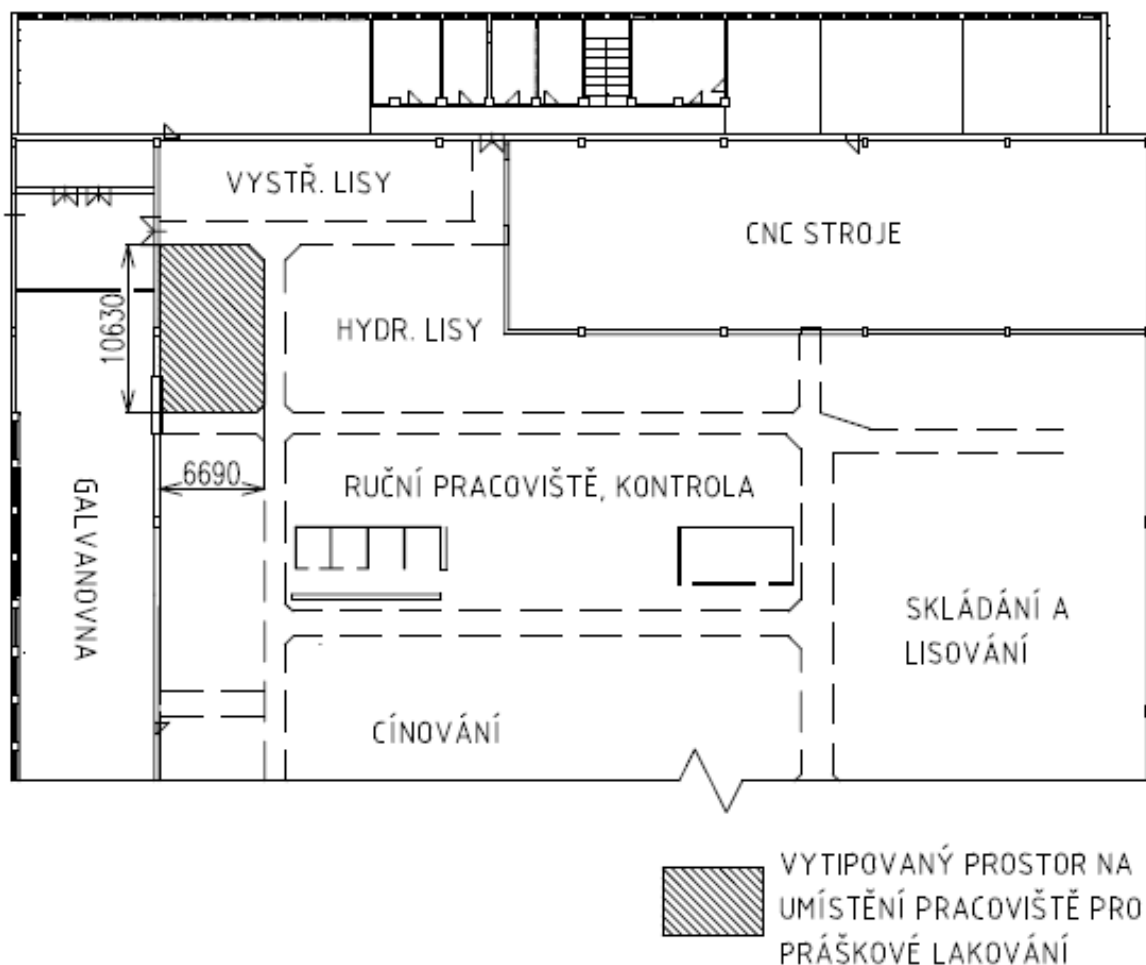 VYSTŘ. LISY
CNC STROJE
10630
HYDR. LISY
6690
RUČNÍ PRACOVIŠTĚ, KONTROLA
GALVANOVNA
SKLÁDÁNÍ A
LISOVÁNÍ
CÍNOVÁNÍ
VYTIPOVANÝ PROSTOR NA
UMÍSTĚNÍ PRACOVIŠTĚ PRO
PRÁŠKOVÉ LAKOVÁNÍ